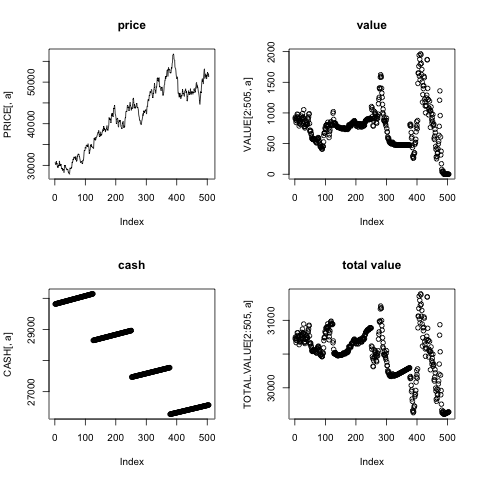 price
PRICE[, a]
30000 40000 50000
0 100 200 300 400 500
Index
value
VALUE[2:505, a]
0 500 1000 1500 2000
0 100 200 300 400 500
Index
cash
CASH[, a]
27000 29000
0 100 200 300 400 500
Index
total value
TOTAL.VALUE[2:505, a]
30000 31000
0 100 200 300 400 500
Index